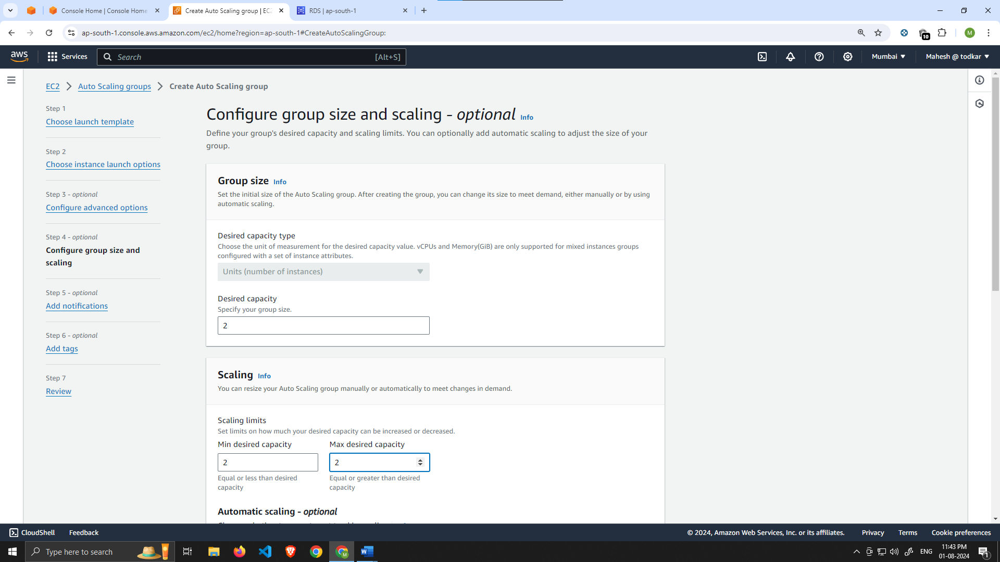 Console Home | Console Home
Create Auto Scaling group | EC2
RDS | ap-south-1
ap-south-1.console.aws.amazon.com/ec2/home?region=ap-south-1#CreateAutoScalingGroup:
10
M
aws
Services
Search
[Alt+S]
Mumbai
Mahesh @ todkar
EC2
Auto Scaling groups
Create Auto Scaling group
Step 1
Choose launch template
Step 2
Choose instance launch options
Step 3 - optional
Configure advanced options
Step 4 - optional
Configure group size and
scaling
Step 5 - optional
Add notifications
Step 6 - optional
Add tags
Step 7
Review
Configure group size and scaling - optional Info
Define your group's desired capacity and scaling limits. You can optionally add automatic scaling to adjust the size of your
group.
Group size Info
Set the initial size of the Auto Scaling group. After creating the group, you can change its size to meet demand, either manually or by using
automatic scaling.
Desired capacity type
Choose the unit of measurement for the desired capacity value. vCPUs and Memory(GiB) are only supported for mixed instances groups
configured with a set of instance attributes.
Units (number of instances)
Desired capacity
Specify your group size.
2
Scaling Info
You can resize your Auto Scaling group manually or automatically to meet changes in demand.
Scaling limits
Set limits on how much your desired capacity can be increased or decreased.
Min desired capacity
Max desired capacity
2
2
Equal or less than desired
capacity
Equal or greater than desired
capacity
Automatic scaling - optional
CloudShell
Feedback
© 2024, Amazon Web Services, Inc. or its affiliates.
Privacy
Terms
Cookie preferences
Type here to search
ENG
11:43 PM
01-08-2024
1